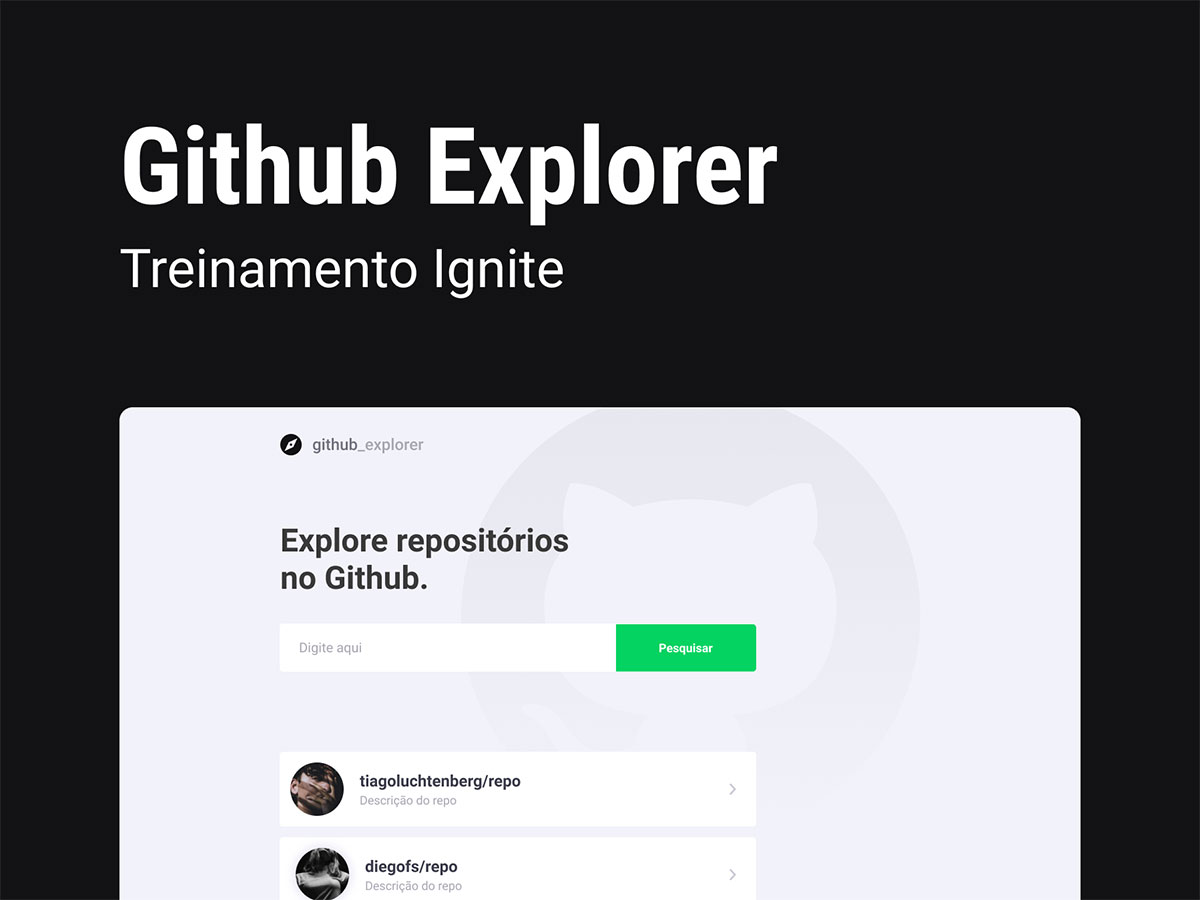 Github Explorer
Treinamento Ignite
github_explorer
Explore repositórios
no Github.
Digite aqui
Pesquisar
tiagoluchtenberg/repo
Descrição do repo
diegofs/repo
Descrição do repo